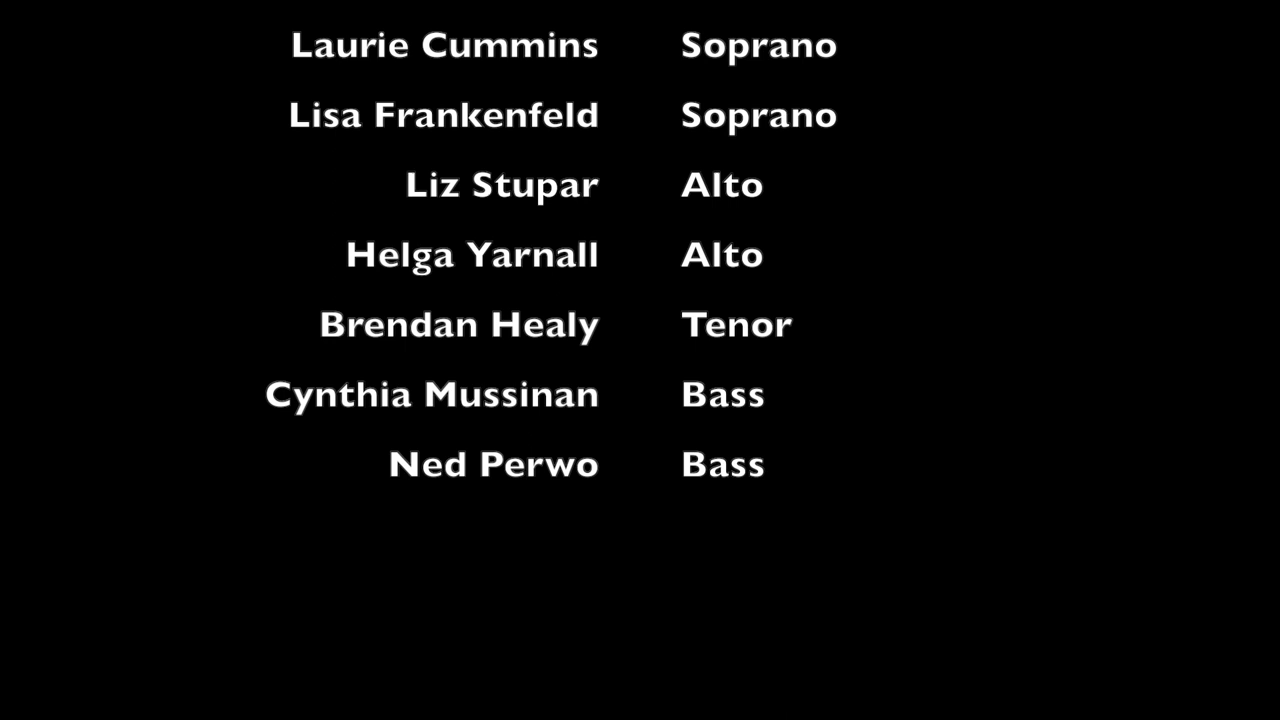 Laurie Cummins Soprano
Lisa Frankenfeld Soprano
Liz Stupar Alto
Helga Yarnall Alto
Brendan Healy Tenor
Cynthia Mussinan Bass
Ned Perwo Bass